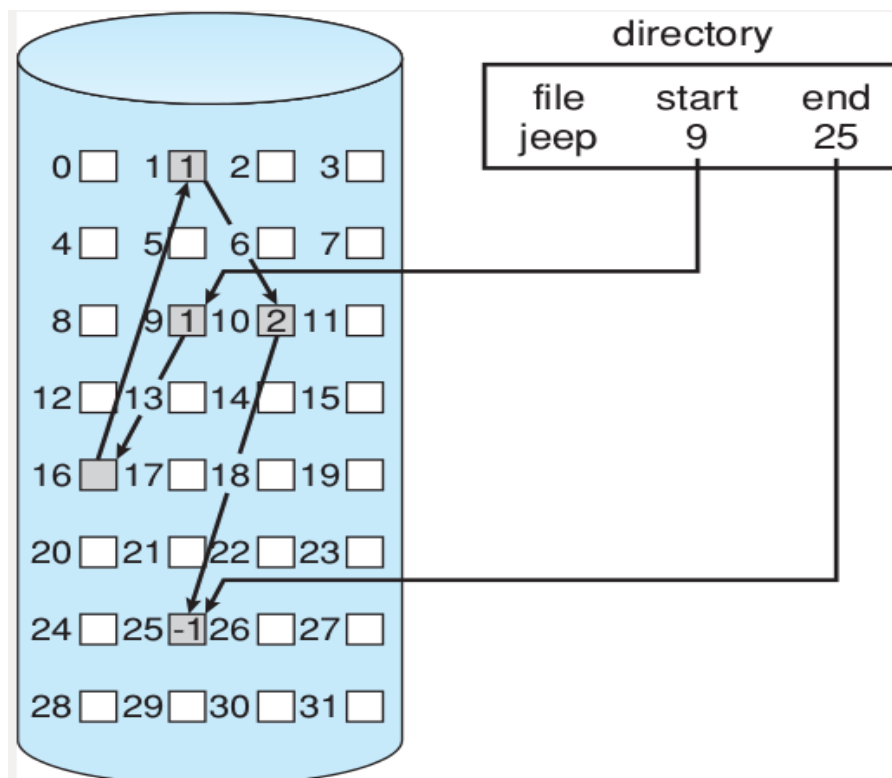 directory
file start end
jeep 9 25
0 1 1 2 3
4 5 6 7
8 9 1 10 2 11
12 13 14 15
16 17 18 19
20 21 22 23
24 25 -1 26 27
28 29 30 31